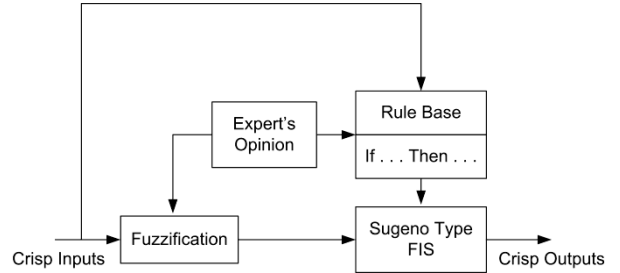 Rule Base
Expert's
Opinion
If . . . Then . . .
Fuzzification
Sugeno Type
FIS
Crisp Inputs
Crisp Outputs